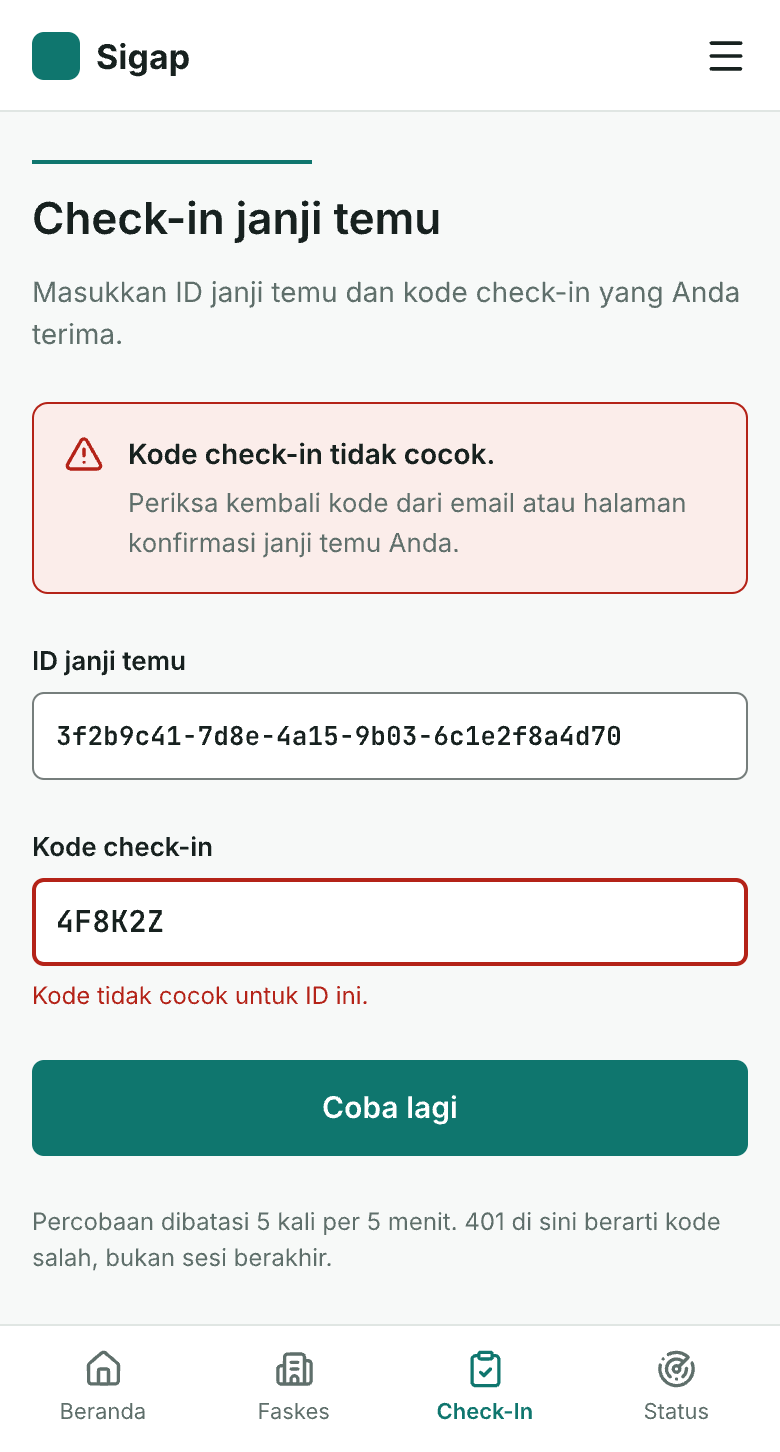 Sigap
Check-in janji temu
Masukkan ID janji temu dan kode check-in yang Anda
terima.
Kode check-in tidak cocok.
Periksa kembali kode dari email atau halaman
konfirmasi janji temu Anda.
ID janji temu
3f2b9c41-7d8e-4a15-9b03-6c1e2f8a4d70
Kode check-in
4F8K2Z
Kode tidak cocok untuk ID ini.
Coba lagi
Percobaan dibatasi 5 kali per 5 menit. 401 di sini berarti kode
salah, bukan sesi berakhir.
Beranda
Faskes
Check-In
Status